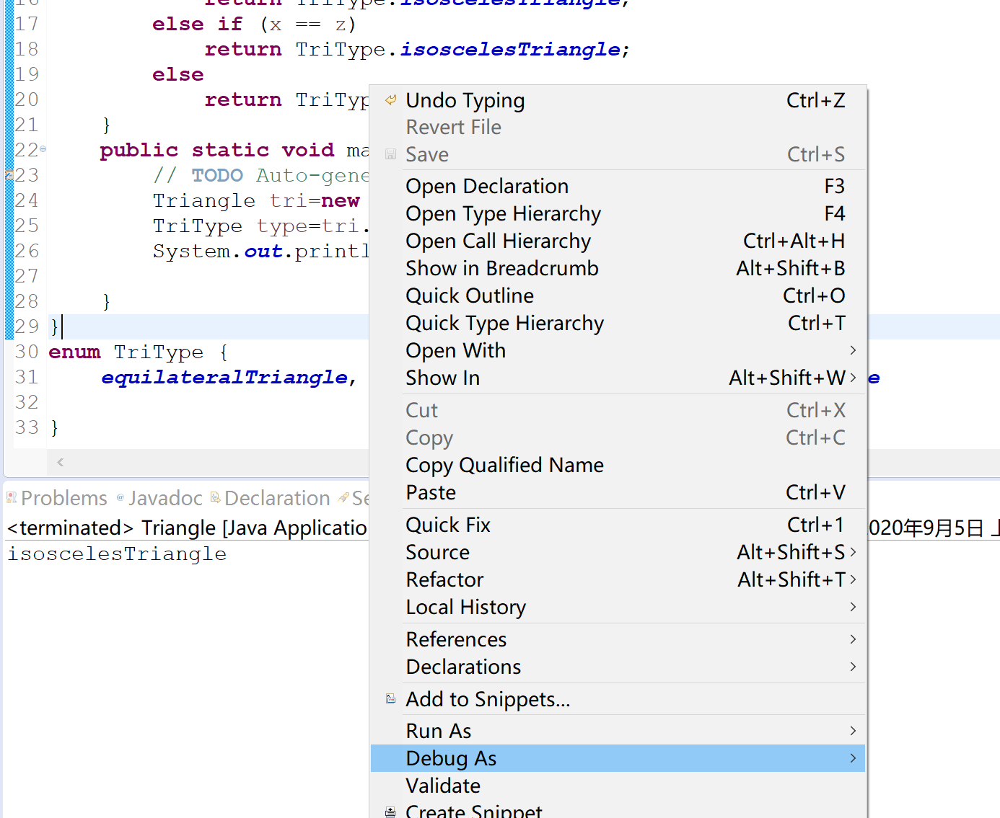 16 return TriType.isoscelesTriangle;
17 else if (x == z)
18 return TriType.isoscelesTriangle;
19 else
20 return TriTyp
21 }
22 public static void ma
23 // TODO Auto-gene
24 Triangle tri=new
25 TriType type=tri.
26 System.out.printl
27
28 }
29 }
30 enum TriType {
31 equilateralTriangle, e
32
33 }
Undo Typing Ctrl+Z
Revert File
Save Ctrl+S
Open Declaration F3
Open Type Hierarchy F4
Open Call Hierarchy Ctrl+Alt+H
Show in Breadcrumb Alt+Shift+B
Quick Outline Ctrl+O
Quick Type Hierarchy Ctrl+T
Open With
Show In Alt+Shift+W
Cut Ctrl+X
Copy Ctrl+C
Copy Qualified Name
Paste Ctrl+V
Quick Fix Ctrl+1
Source Alt+Shift+S
Refactor Alt+Shift+T
Local History
References
Declarations
Add to Snippets...
Run As
Debug As
Validate
Create Snippet
Problems @ Javadoc Declaration Se
<terminated> Triangle [Java Applicatio 020年9月5日 上
isoscelesTriangle